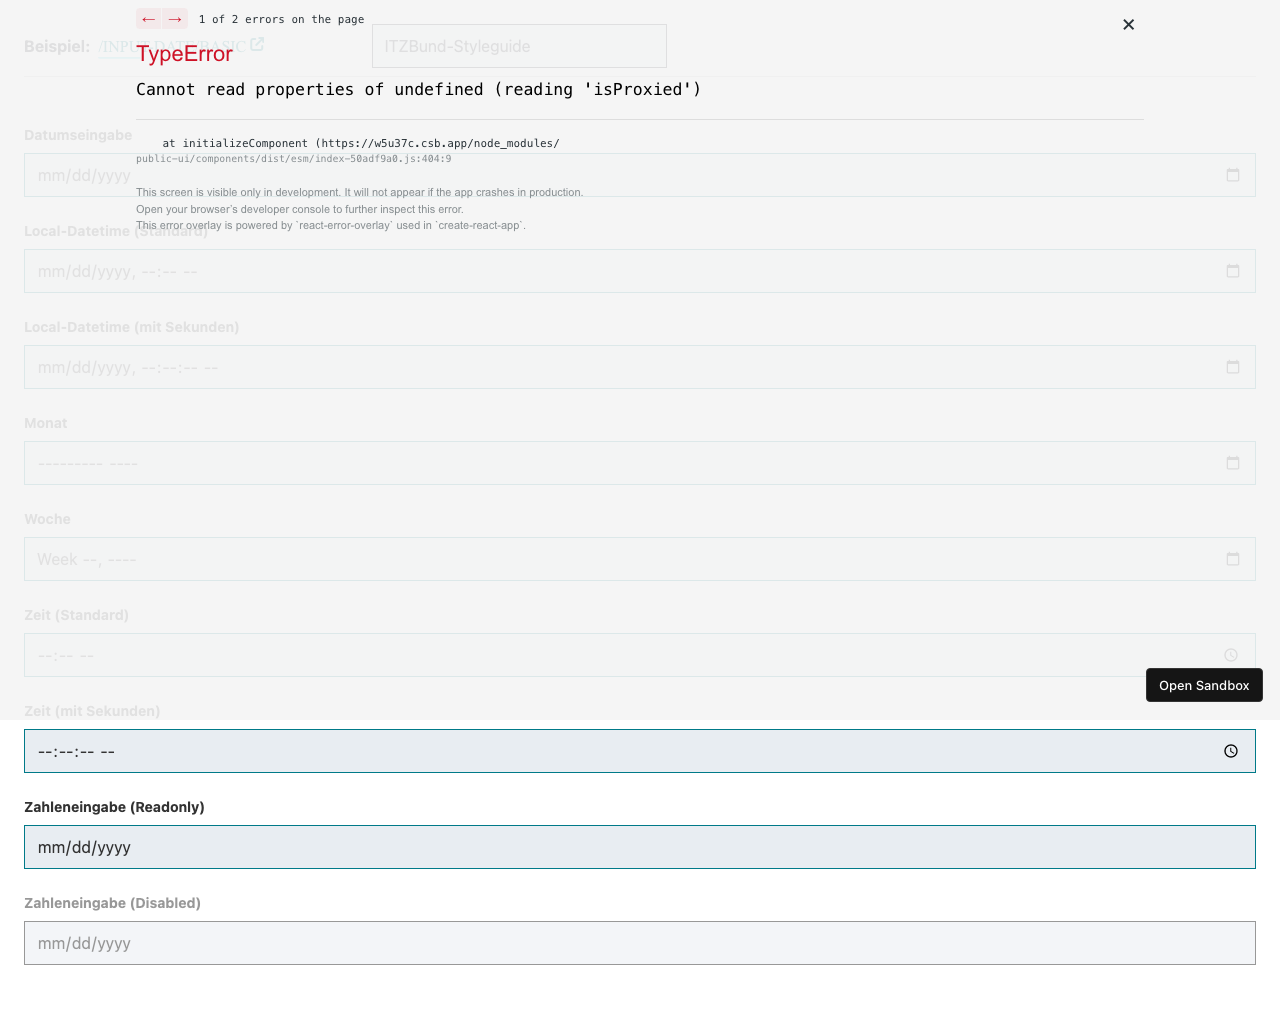 ← → 1 of 2 errors on the page
Beispiel: /INPUT-DATE/BASIC ITZBund-Styleguide
TypeError
Cannot read properties of undefined (reading 'isProxied')
Datumseingabe
at initializeComponent (https://w5u37c.csb.app/node_modules/
public-ui/components/dist/esm/index-50adf9a0.js:404:9
mm/dd/yyyy
This screen is visible only in development. It will not appear if the app crashes in production.
Open your browser’s developer console to further inspect this error.
This error overlay is powered by `react-error-overlay` used in `create-react-app`.
Local-Datetime (Standard)
mm/dd/yyyy, --:-- --
Local-Datetime (mit Sekunden)
mm/dd/yyyy, --:--:-- --
Monat
--------- ----
Woche
Week --, ----
Zeit (Standard)
--:-- --
Open Sandbox
Zeit (mit Sekunden)
--:--:-- --
Zahleneingabe (Readonly)
mm/dd/yyyy
Zahleneingabe (Disabled)
mm/dd/yyyy